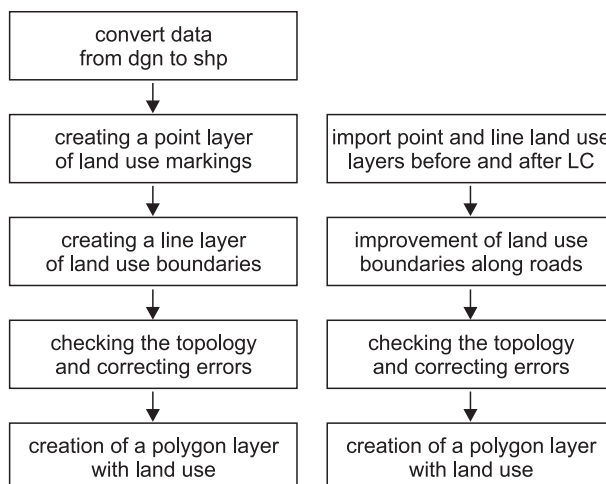 convert data
from dgn to shp
creating a point layer
of land use markings
creating a line layer
of land use boundaries
checking the topology
and correcting errors
creation of a polygon layer
with land use
import point and line land use
layers before and after LC
improvement of land use
boundaries along roads
checking the topology
and correcting errors
creation of a polygon layer
with land use